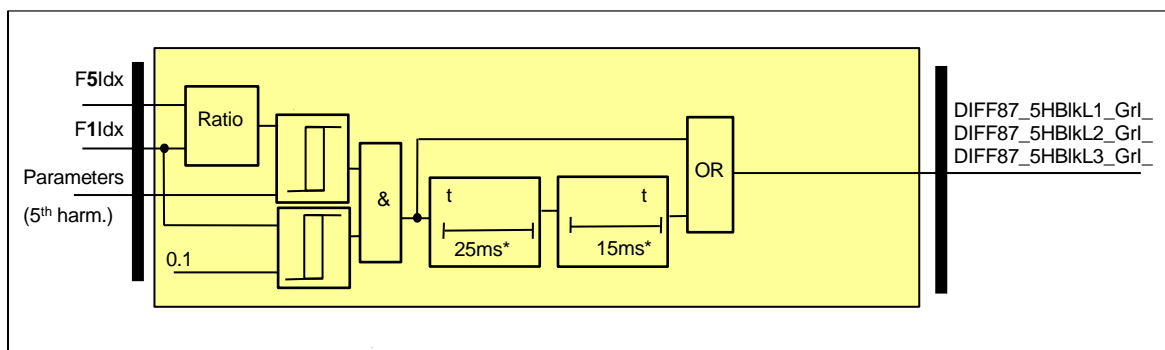 F5Idx
F1Idx
Parameters
(5th harm.)
0.1
Ratio
&
t
25ms*
t
15ms*
OR
DIFF87_5HBlkL1_GrI_
DIFF87_5HBlkL2_GrI_
DIFF87_5HBlkL3_GrI_